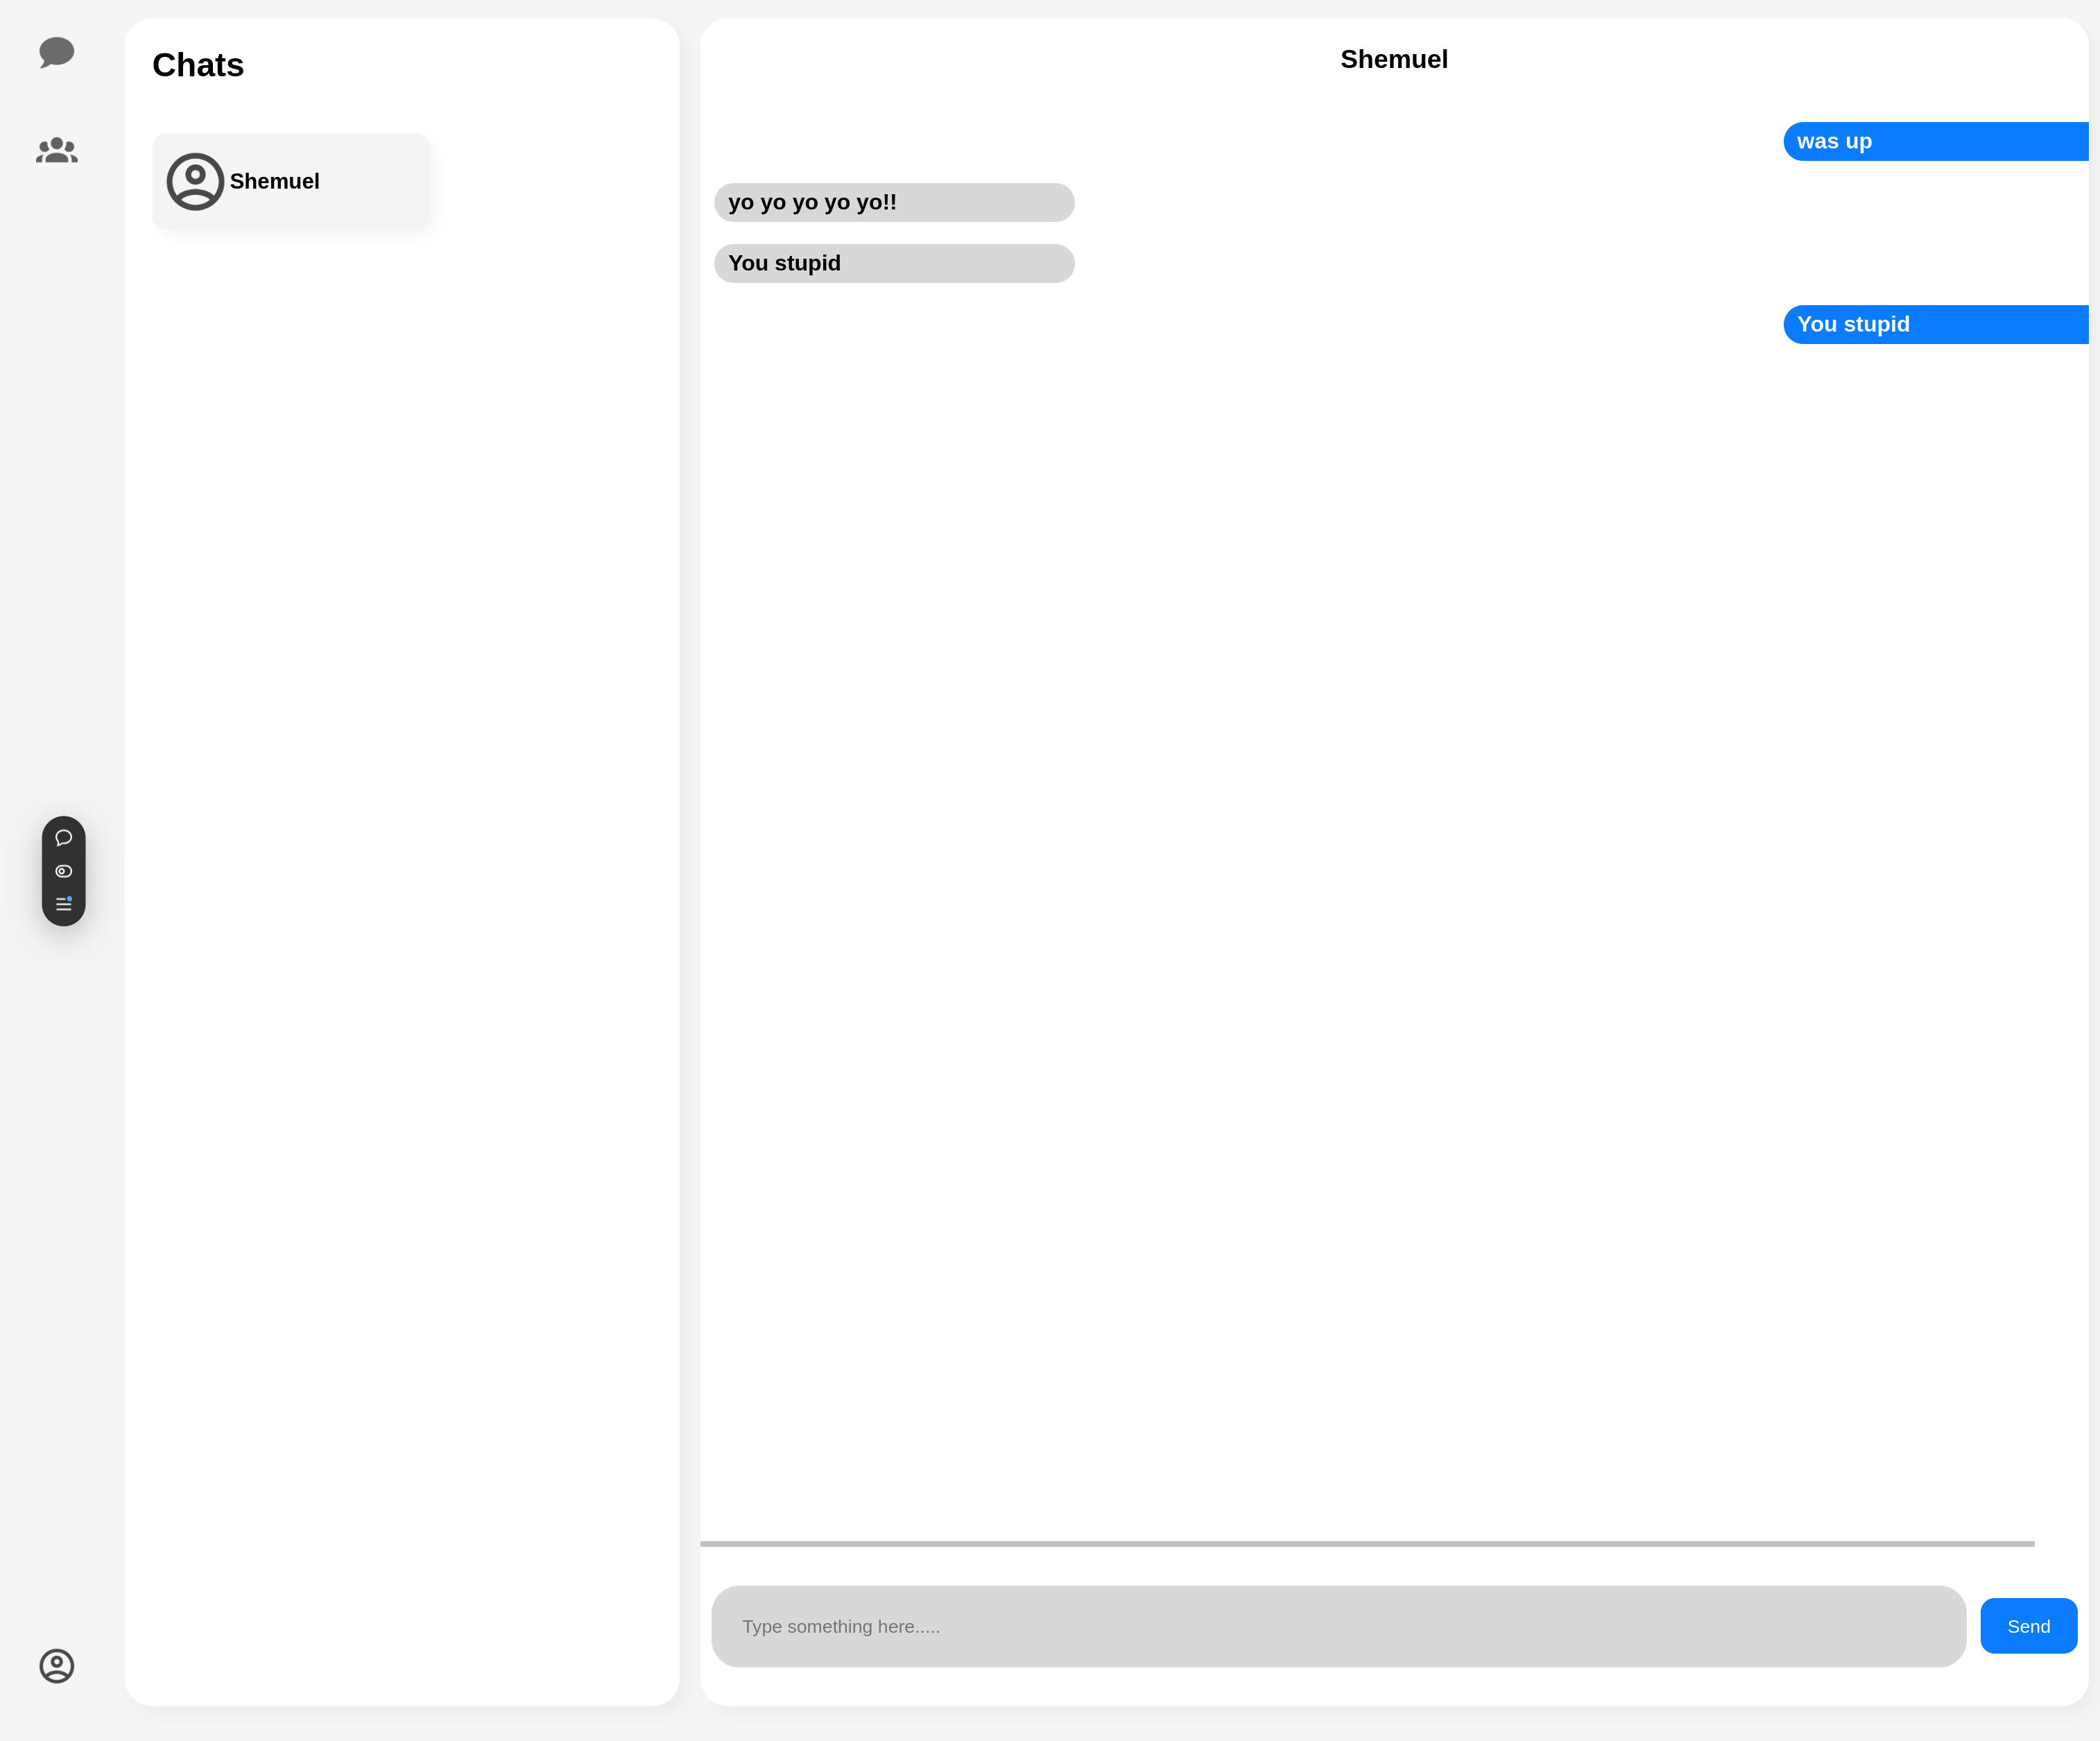 Chats
Shemuel
Shemuel
was up
yo yo yo yo yo!!
You stupid
You stupid
Type something here.....
Send